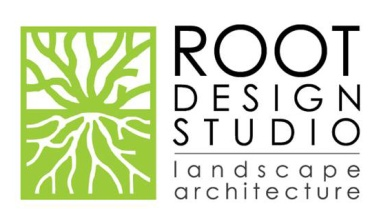 ROOT
DESIGN
STUDIO
landscape
architecture